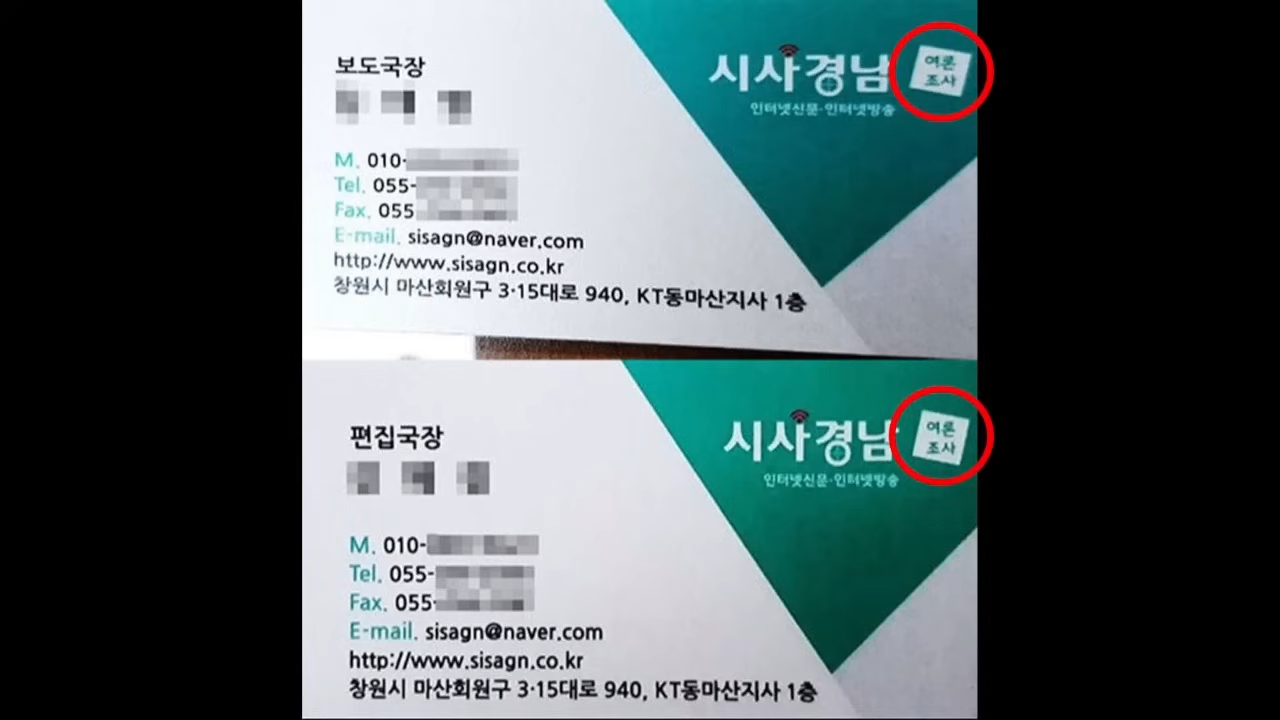 보도국장
M. 010-
Tel. 055-
Fax. 055
E-mail. sisagn@naver.com
http://www.sisagn.co.kr
창원시 마산회원구 3·15대로 940, KT동마산지사 1층
시사경남
인터넷신문·인터넷방송
여론
조사
편집국장
M. 010-
Tel. 055-
Fax. 055-
E-mail. sisagn@naver.com
http://www.sisagn.co.kr
창원시 마산회원구 3·15대로 940, KT동마산지사 1층
시사경남
인터넷신문·인터넷방송
여론
조사